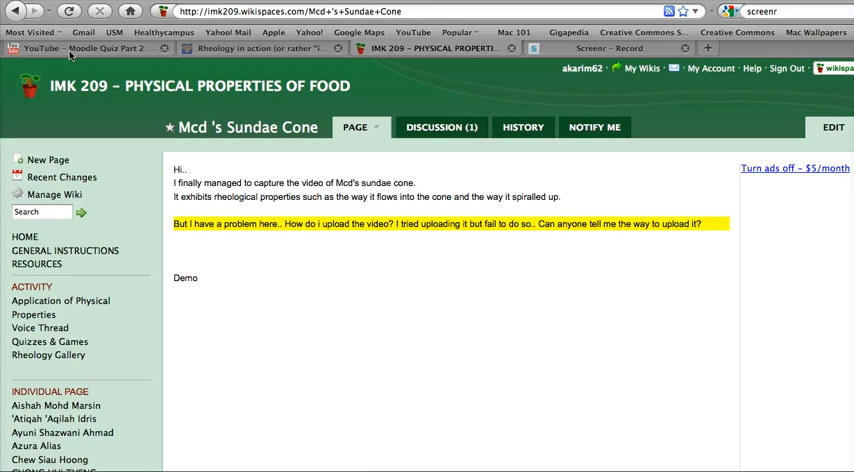 http://imk209.wikispaces.com/Mcd+'s+Sundae+Cone
screenr
Most Visited
Gmail
USM
Healthycampus
Yahoo! Mail
Apple
Yahoo!
Google Maps
YouTube
Popular
Mac 101
Gigapedia
Creative Commons S...
Creative Commons
Mac Wallpapers
YouTube - Moodle Quiz Part 2 ...
Rheology in action (or rather "i...
IMK 209 – PHYSICAL PROPERTI...
Screenr - Record
akarim62 · My Wikis · · My Account · Help · Sign Out ·
wikispa
IMK 209 – PHYSICAL PROPERTIES OF FOOD
Mcd 's Sundae Cone
PAGE
DISCUSSION (1)
HISTORY
NOTIFY ME
EDIT
New Page
Recent Changes
Manage Wiki
Search
HOME
GENERAL INSTRUCTIONS
RESOURCES
ACTIVITY
Application of Physical
Properties
Voice Thread
Quizzes & Games
Rheology Gallery
INDIVIDUAL PAGE
Aishah Mohd Marsin
'Atiqah 'Aqilah Idris
Ayuni Shazwani Ahmad
Azura Alias
Chew Siau Hoong
Hi..
I finally managed to capture the video of Mcd's sundae cone.
It exhibits rheological properties such as the way it flows into the cone and the way it spiralled up.
But I have a problem here.. How do i upload the video? I tried uploading it but fail to do so.. Can anyone tell me the way to upload it?
Demo
Turn ads off – $5/month